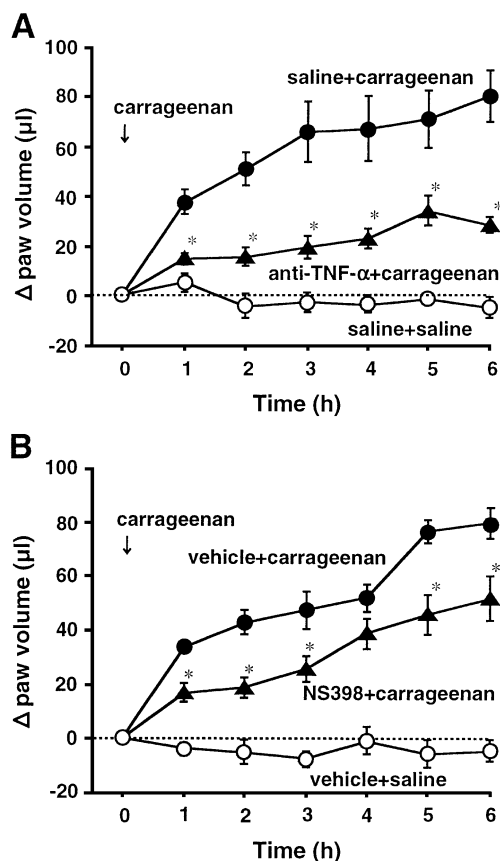 A
100
80
60
40
20
0
-20
Δ paw volume (µl)
carrageenan
↓
saline+carrageenan
*
*
*
*
*
*
anti-TNF-α+carrageenan
saline+saline
0 1 2 3 4 5 6
Time (h)
B
100
80
60
40
20
0
-20
Δ paw volume (µl)
carrageenan
↓
vehicle+carrageenan
*
*
*
*
*
NS398+carrageenan
vehicle+saline
0 1 2 3 4 5 6
Time (h)